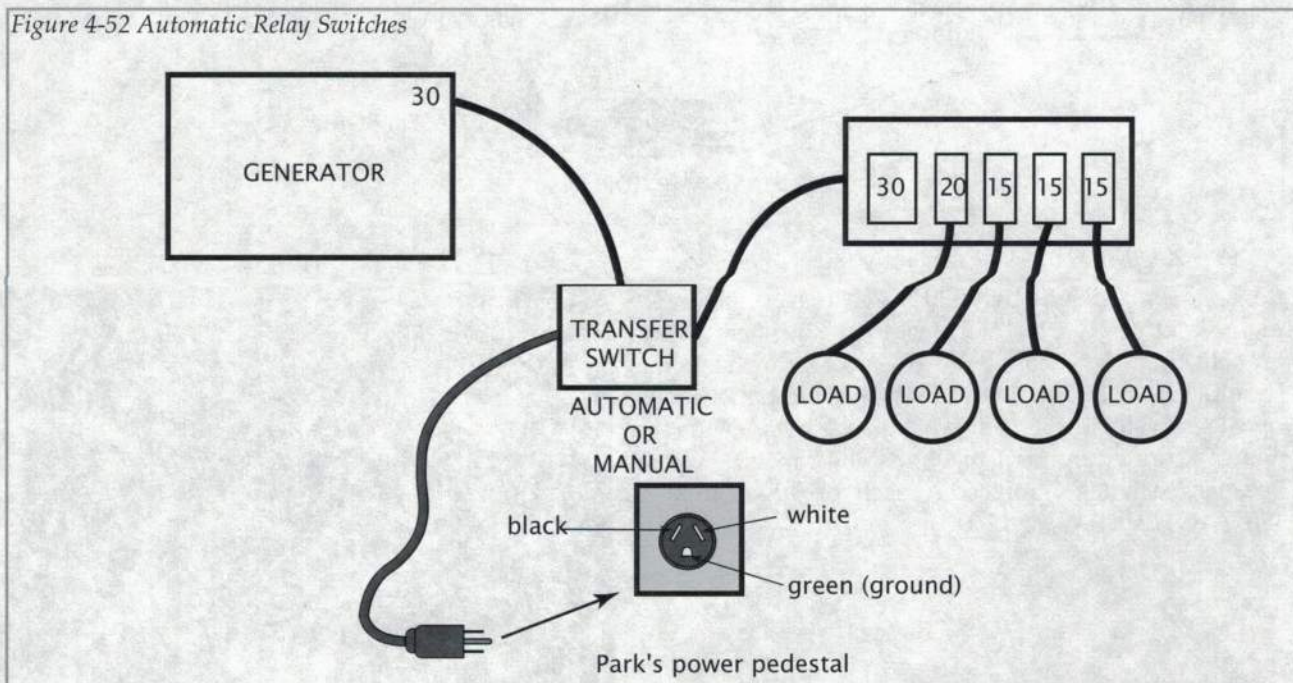 Figure 4-52 Automatic Relay Switches
30
GENERATOR
30
20
15
15
15
TRANSFER
SWITCH
AUTOMATIC
OR
MANUAL
LOAD
LOAD
LOAD
LOAD
black
white
green (ground)
Park's power pedestal